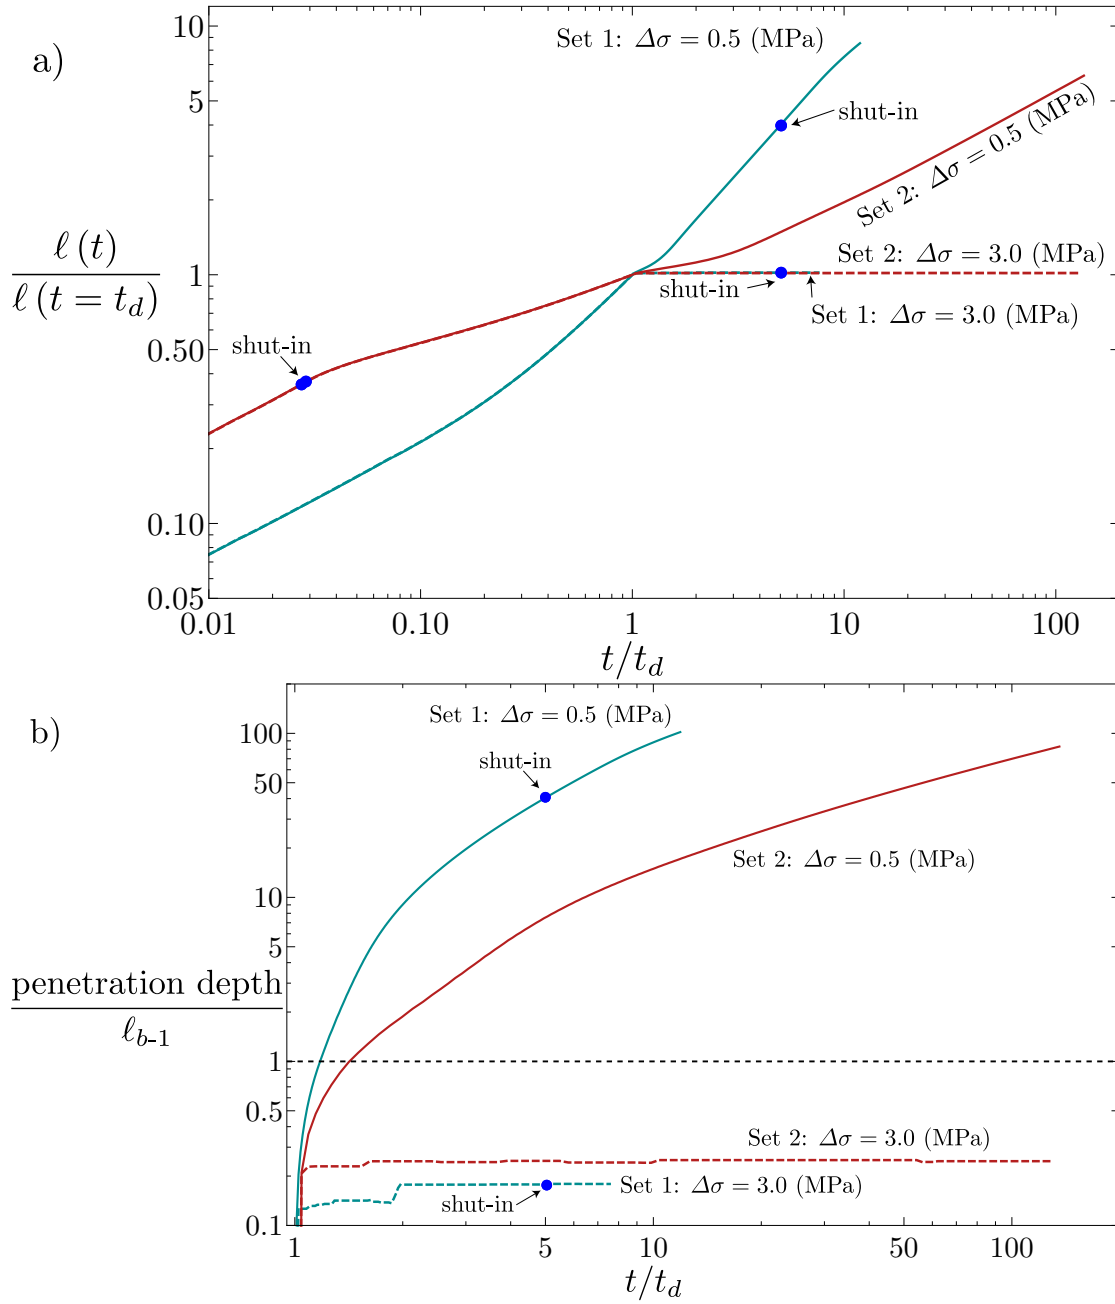 a)
10
5
1
0.50
0.10
0.05
ℓ(t)
ℓ(t = t_d)
Set 1: Δσ = 0.5 (MPa)
shut-in
Set 2: Δσ = 0.5 (MPa)
Set 2: Δσ = 3.0 (MPa)
shut-in
Set 1: Δσ = 3.0 (MPa)
shut-in
0.01 0.10 1 10 100
t/t_d
b)
100
50
10
5
1
0.5
0.1
penetration depth
ℓ_{b-1}
Set 1: Δσ = 0.5 (MPa)
shut-in
Set 2: Δσ = 0.5 (MPa)
Set 2: Δσ = 3.0 (MPa)
Set 1: Δσ = 3.0 (MPa)
shut-in
1 5 10 50 100
t/t_d